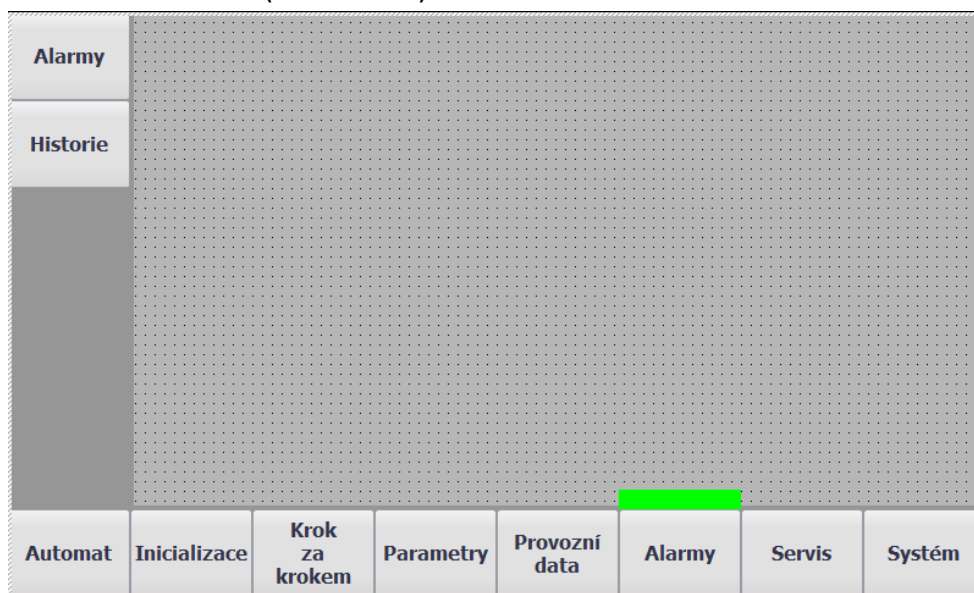 Alarmy
Historie
Automat
Inicializace
Krok
za
krokem
Parametry
Provozní
data
Alarmy
Servis
Systém